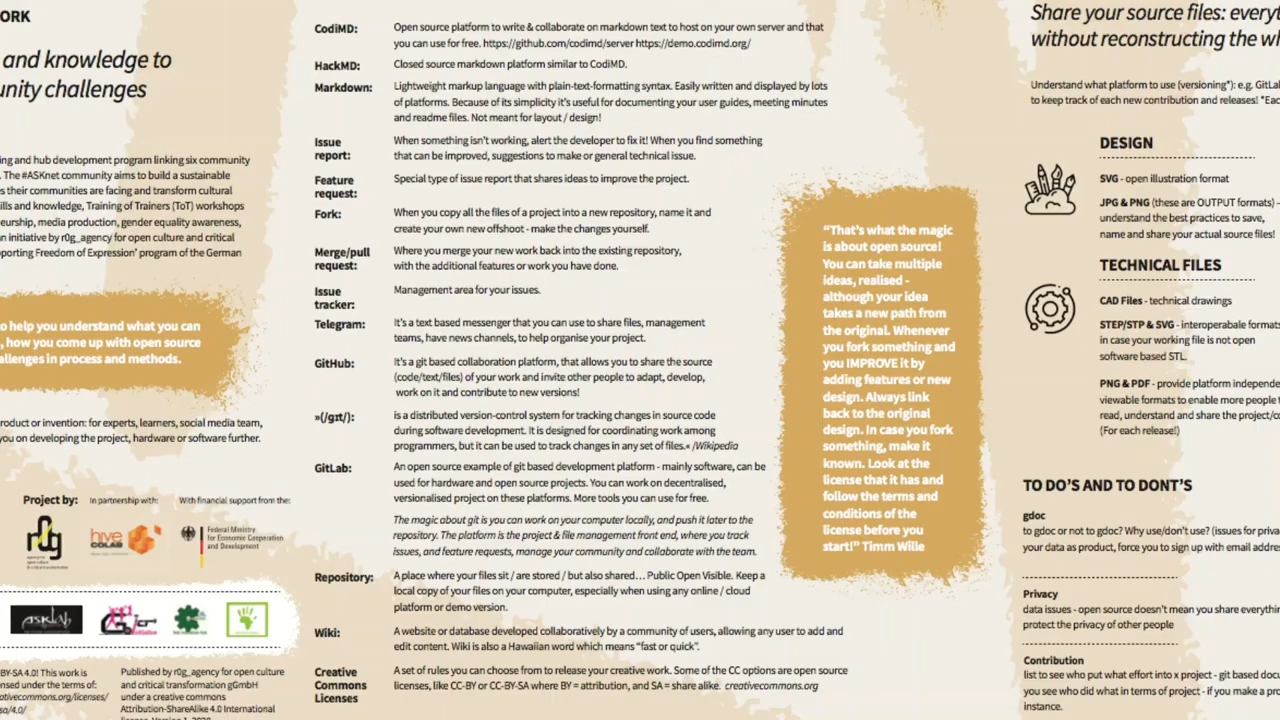 ORK
and knowledge to
unity challenges
ing and hub development program linking six community
. The #ASKnet community aims to build a sustainable
es their communities are facing and transform cultural
ills and knowledge, Training of Trainers (ToT) workshops
neurship, media production, gender equality awareness,
an initiative by r0g_agency for open culture and critical
pporting Freedom of Expression' program of the German
to help you understand what you can
, how you come up with open source
allenges in process and methods.
roduct or invention: for experts, learners, social media team,
you on developing the project, hardware or software further.
Project by: In partnership with: With financial support from the:
hive
COLAB
Federal Ministry
for Economic Cooperation
and Development
asklab
BY-SA 4.0! This work is
nsed under the terms of:
eativecommons.org/licenses/
sa/4.0/
Published by r0g_agency for open culture
and critical transformation gGmbH
under a creative commons
Attribution-ShareAlike 4.0 International
CodiMD: Open source platform to write & collaborate on markdown text to host on your own server and that
you can use for free. https://github.com/codimd/server https://demo.codimd.org/
HackMD: Closed source markdown platform similar to CodiMD.
Markdown: Lightweight markup language with plain-text-formatting syntax. Easily written and displayed by lots
of platforms. Because of its simplicity it's useful for documenting your user guides, meeting minutes
and readme files. Not meant for layout / design!
Issue When something isn't working, alert the developer to fix it! When you find something
report: that can be improved, suggestions to make or general technical issue.
Feature Special type of issue report that shares ideas to improve the project.
request:
Fork: When you copy all the files of a project into a new repository, name it and
create your own new offshoot - make the changes yourself.
Merge/pull Where you merge your new work back into the existing repository,
request: with the additional features or work you have done.
Issue Management area for your issues.
tracker:
Telegram: It's a text based messenger that you can use to share files, management
teams, have news channels, to help organise your project.
GitHub: It's a git based collaboration platform, that allows you to share the source
(code/text/files) of your work and invite other people to adapt, develop,
work on it and contribute to new versions!
»(/gɪt/): is a distributed version-control system for tracking changes in source code
during software development. It is designed for coordinating work among
programmers, but it can be used to track changes in any set of files.« /Wikipedia
GitLab: An open source example of git based development platform - mainly software, can be
used for hardware and open source projects. You can work on decentralised,
versionalised project on these platforms. More tools you can use for free.
The magic about git is you can work on your computer locally, and push it later to the
repository. The platform is the project & file management front end, where you track
issues, and feature requests, manage your community and collaborate with the team.
Repository: A place where your files sit / are stored / but also shared... Public Open Visible. Keep a
local copy of your files on your computer, especially when using any online / cloud
platform or demo version.
Wiki: A website or database developed collaboratively by a community of users, allowing any user to add and
edit content. Wiki is also a Hawaiian word which means "fast or quick".
Creative A set of rules you can choose from to release your creative work. Some of the CC options are open source
Commons licenses, like CC-BY or CC-BY-SA where BY = attribution, and SA = share alike. creativecommons.org
Licenses
"That's what the magic
is about open source!
You can take multiple
ideas, realised -
although your idea
takes a new path from
the original. Whenever
you fork something and
you IMPROVE it by
adding features or new
design. Always link
back to the original
design. In case you fork
something, make it
known. Look at the
license that it has and
follow the terms and
conditions of the
license before you
start!" Timm Wille
Share your source files: everyt
without reconstructing the wh
Understand what platform to use (versioning*): e.g. GitLa
to keep track of each new contribution and releases! *Eac
DESIGN
SVG - open illustration format
JPG & PNG (these are OUTPUT formats) -
understand the best practices to save,
name and share your actual source files!
TECHNICAL FILES
CAD Files - technical drawings
STEP/STP & SVG - interoperabale formats
in case your working file is not open
software based STL.
PNG & PDF - provide platform independe
viewable formats to enable more people t
read, understand and share the project/co
(For each release!)
TO DO'S AND TO DONT'S
gdoc
to gdoc or not to gdoc? Why use/don't use? (issues for priva
your data as product, force you to sign up with email addre
Privacy
data issues - open source doesn't mean you share everythin
protect the privacy of other people
Contribution
list to see who put what effort into x project - git based docu
you see who did what in terms of project - if you make a pro
instance.